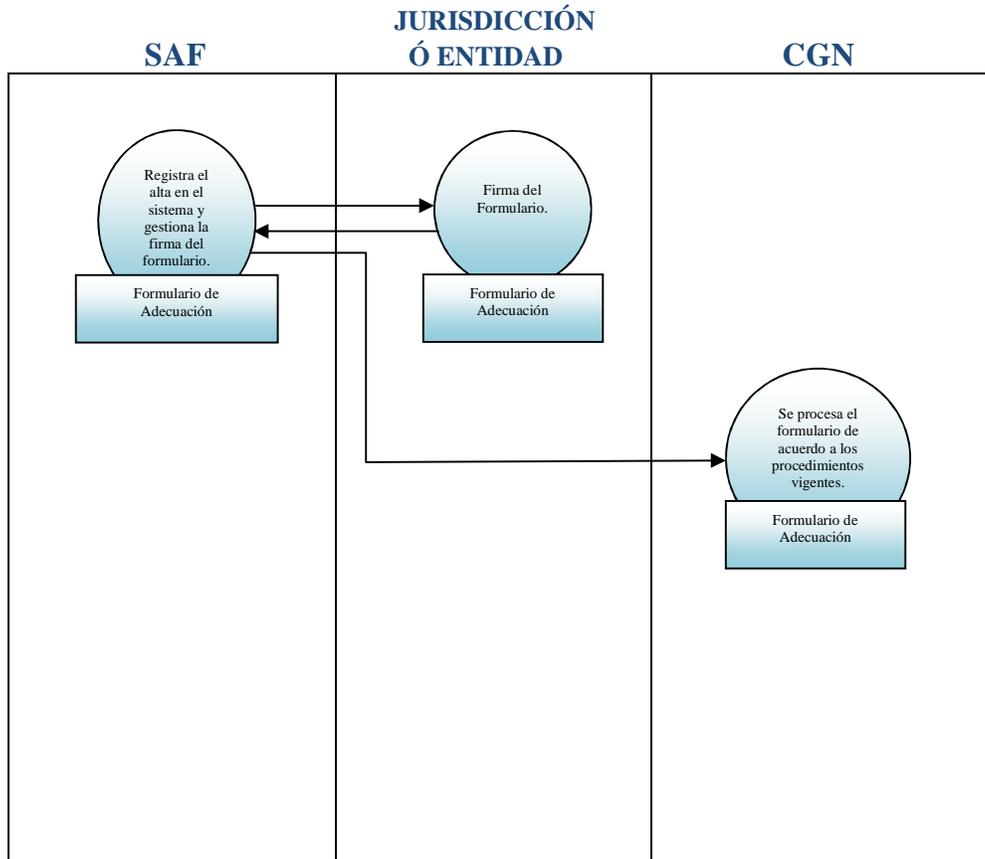 SAF
JURISDICCIÓN
Ó ENTIDAD
CGN
Registra el
alta en el
sistema y
gestiona la
firma del
formulario.
Formulario de
Adecuación
Firma del
Formulario.
Formulario de
Adecuación
Se procesa el
formulario de
acuerdo a los
procedimientos
vigentes.
Formulario de
Adecuación